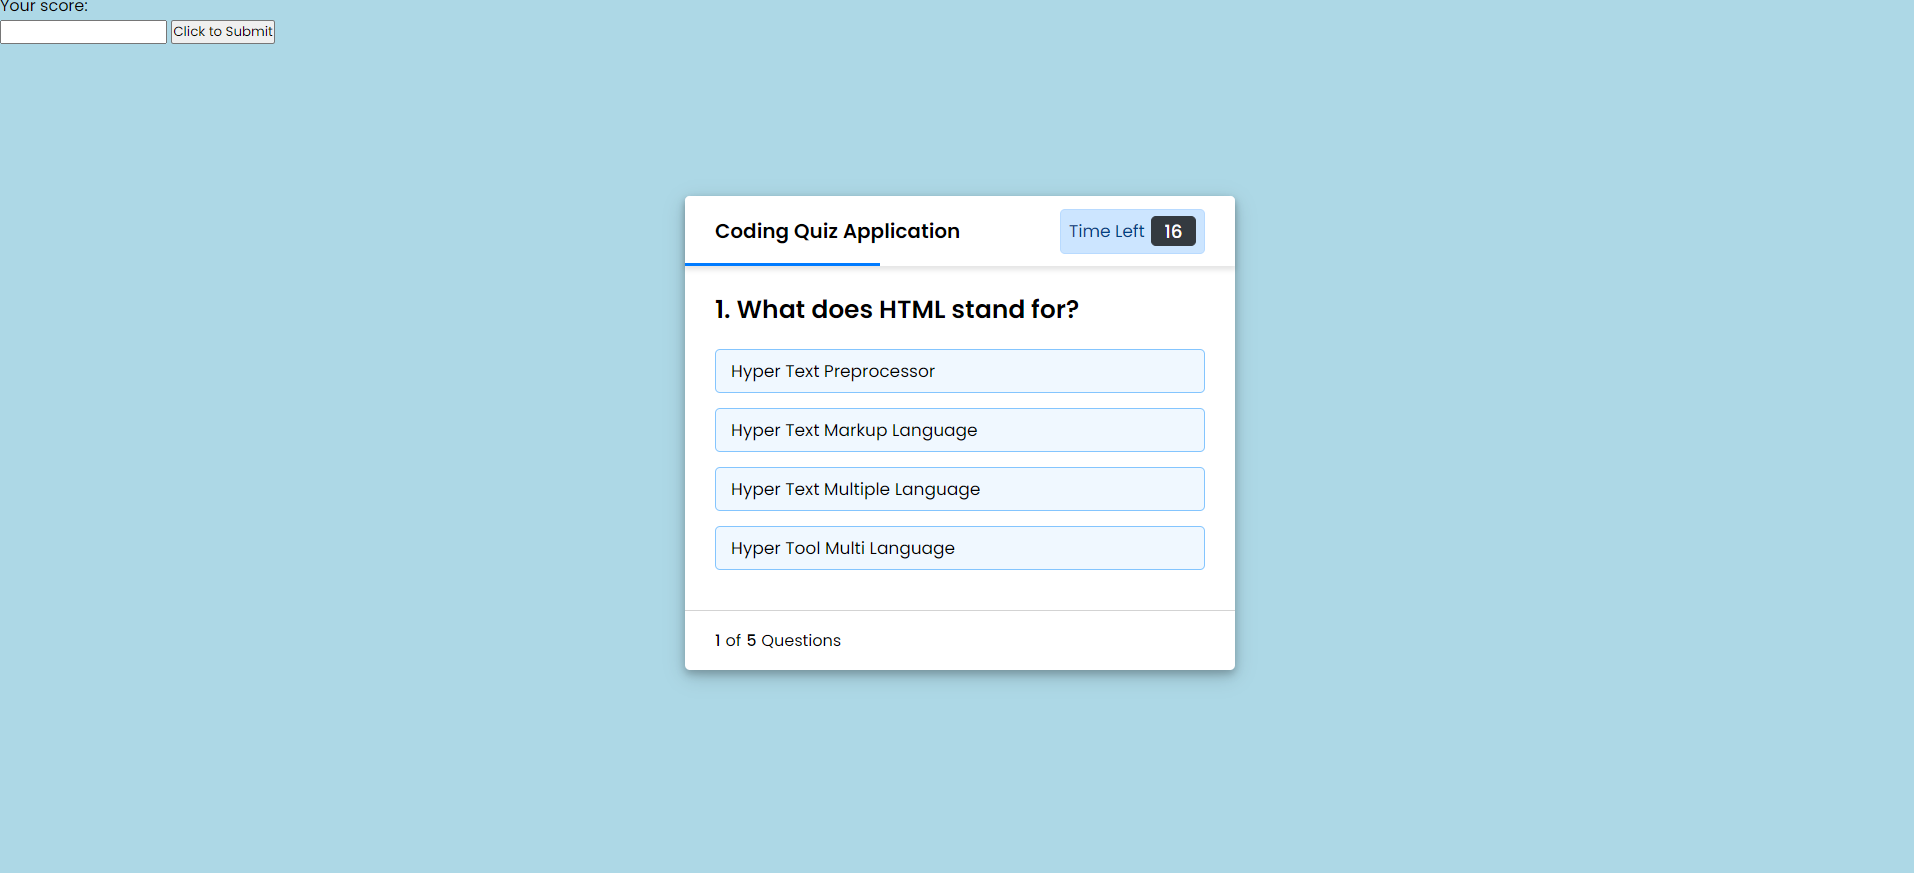 Your score:
Click to Submit
Coding Quiz Application
Time Left 16
1. What does HTML stand for?
Hyper Text Preprocessor
Hyper Text Markup Language
Hyper Text Multiple Language
Hyper Tool Multi Language
1 of 5 Questions